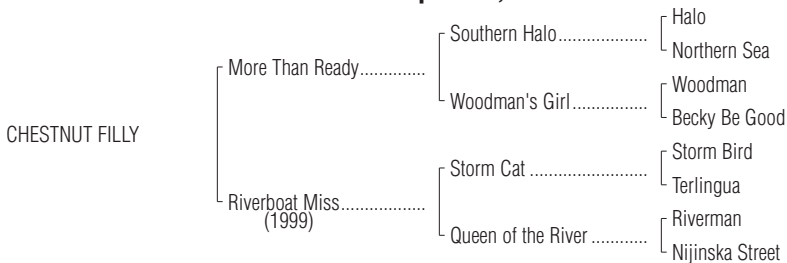 Halo
Southern Halo...................
Northern Sea
More Than Ready..............
Woodman
Woodman's Girl................
Becky Be Good
CHESTNUT FILLY
Storm Bird
Storm Cat .........................
Terlingua
Riverboat Miss..................
(1999)
Riverman
Queen of the River ............
Nijinska Street